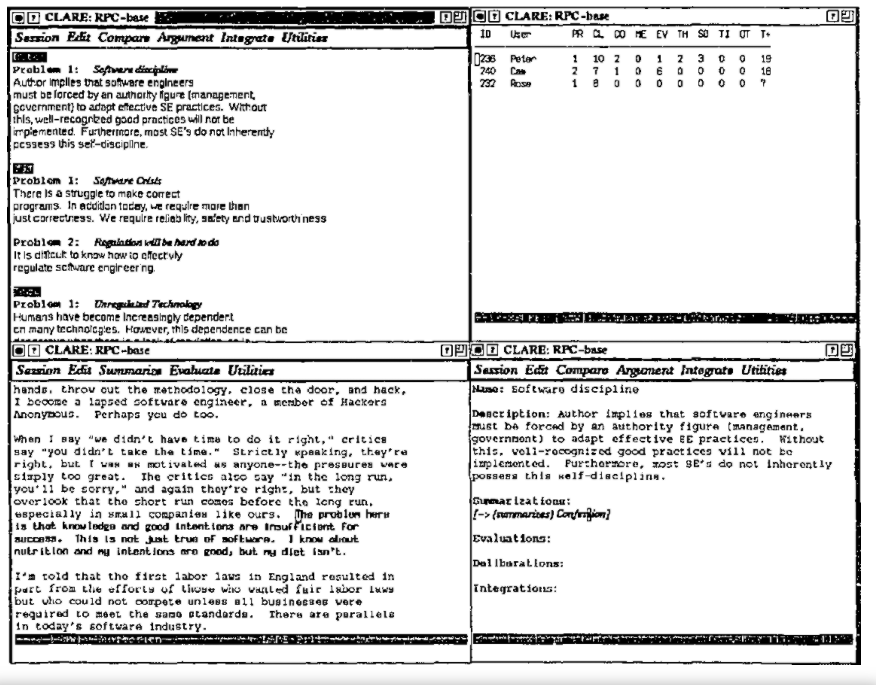 CLARE: RPC-base
Session Edit Compare Argument Integrate Utilities
Problem 1: Software discipline
Author implies that software engineers
must be forced by an authority figure (management,
government) to adapt effective SE practices. Without
this, well-recognized good practices will not be
implemented. Furthermore, most SE's do not inherently
possess this self-discipline.
Problem 1: Software Crisis
There is a struggle to make correct
programs. In addition today, we require more than
just correctness. We require reliability, safety and trustworthiness
Problem 2: Regulation will be hard to do
It is difficult to know how to effectivly
regulate software engineering.
Problem 1: Unregulated Technology
Humans have become increasingly dependent
on many technologies. However, this dependence can be
CLARE: RPC-base
ID User PR CL CO ME EV TH SO TI OT T+
236 Peter 1 10 2 0 1 2 3 0 0 19
240 Cam 2 7 1 0 6 0 0 0 0 16
232 Rose 1 6 0 0 0 0 0 0 0 7
CLARE: RPC-base
Session Edit Summarize Evaluate Utilities
hands, throw out the methodology, close the door, and hack,
I become a lapsed software engineer, a member of Hackers
Anonymous. Perhaps you do too.
When I say "we didn't have time to do it right," critics
say "you didn't take the time." Strictly speaking, they're
right, but I was as motivated as anyone--the pressures were
simply too great. The critics also say "in the long run,
you'll be sorry," and again they're right, but they
overlook that the short run comes before the long run,
especially in small companies like ours. The problem here
is that knowledge and good intentions are insufficient for
success. This is not just true of software. I know about
nutrition and my intentions are good, but my diet isn't.
I'm told that the first labor laws in England resulted in
part from the efforts of those who wanted fair labor laws
but who could not compete unless all businesses were
required to meet the same standards. There are parallels
in today's software industry.
CLARE: RPC-base
Session Edit Compare Argument Integrate Utilities
Name: Software discipline
Description: Author implies that software engineers
must be forced by an authority figure (management,
government) to adapt effective SE practices. Without
this, well-recognized good practices will not be
implemented. Furthermore, most SE's do not inherently
possess this self-discipline.
Summarizations:
[-> (summarizes) Confession]
Evaluations:
Deliberations:
Integrations: